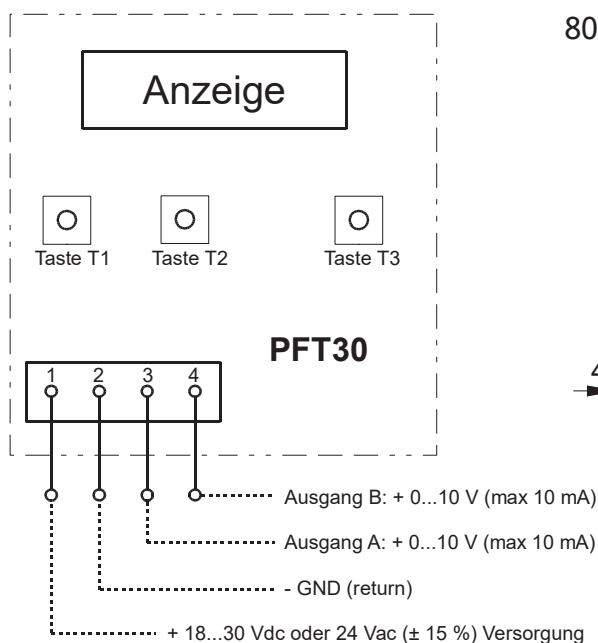 80
Anzeige
Taste T1 Taste T2 Taste T3
PFT30
1 2 3 4
Ausgang B: + 0...10 V (max 10 mA)
Ausgang A: + 0...10 V (max 10 mA)
- GND (return)
+ 18...30 Vdc oder 24 Vac (± 15 %) Versorgung